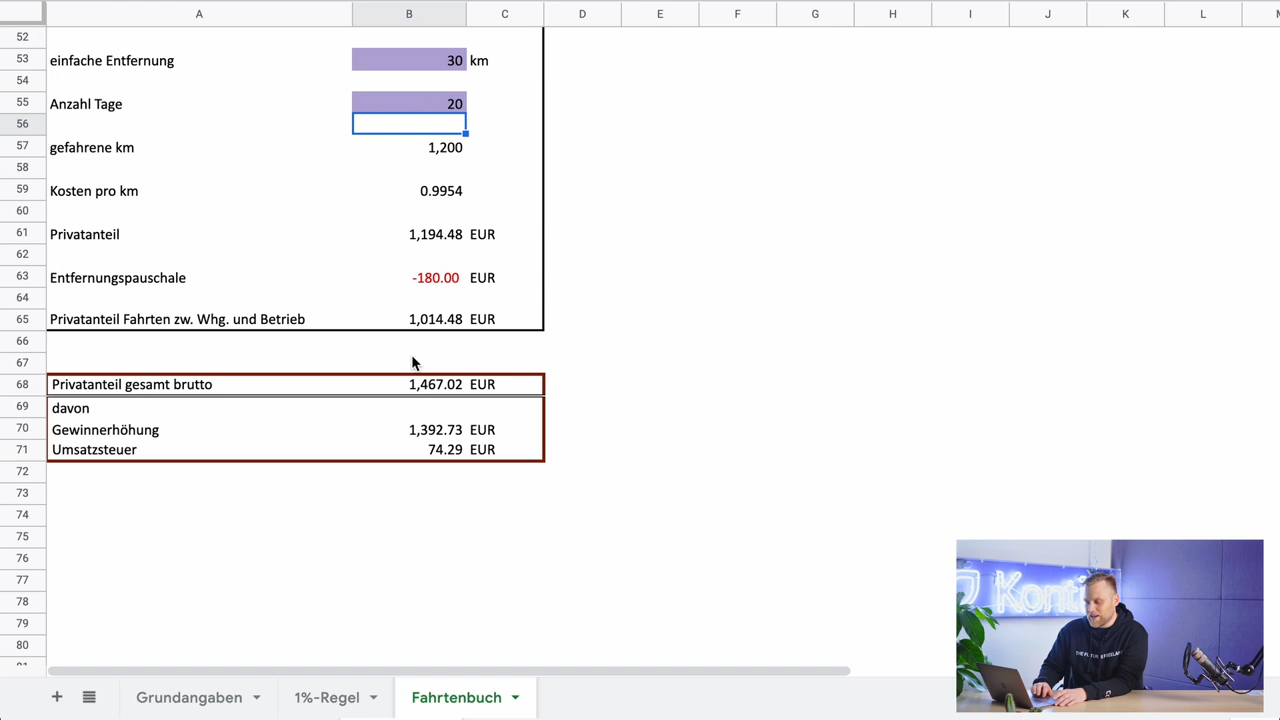 A B C D E F G H I J K L
52
53 einfache Entfernung 30 km
54
55 Anzahl Tage 20
56
57 gefahrene km 1,200
58
59 Kosten pro km 0.9954
60
61 Privatanteil 1,194.48 EUR
62
63 Entfernungspauschale -180.00 EUR
64
65 Privatanteil Fahrten zw. Whg. und Betrieb 1,014.48 EUR
66
67
68 Privatanteil gesamt brutto 1,467.02 EUR
69 davon
70 Gewinnerhöhung 1,392.73 EUR
71 Umsatzsteuer 74.29 EUR
72
73
74
75
76
77
78
79
80
Grundangaben 1%-Regel Fahrtenbuch